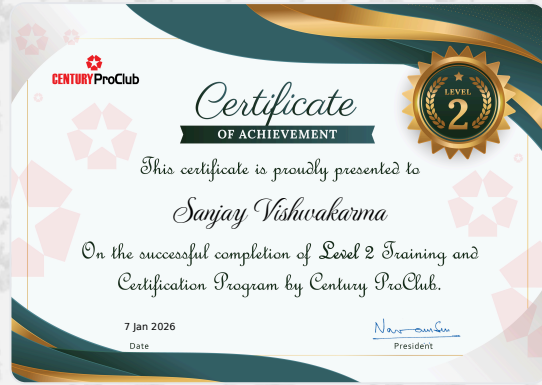 CENTURY ProClub
LEVEL
2
Certificate
OF ACHIEVEMENT
This certificate is proudly presented to
Sanjay Vishwakarma
On the successful completion of Level 2 Training and
Certification Program by Century ProClub.
7 Jan 2026
Date
President